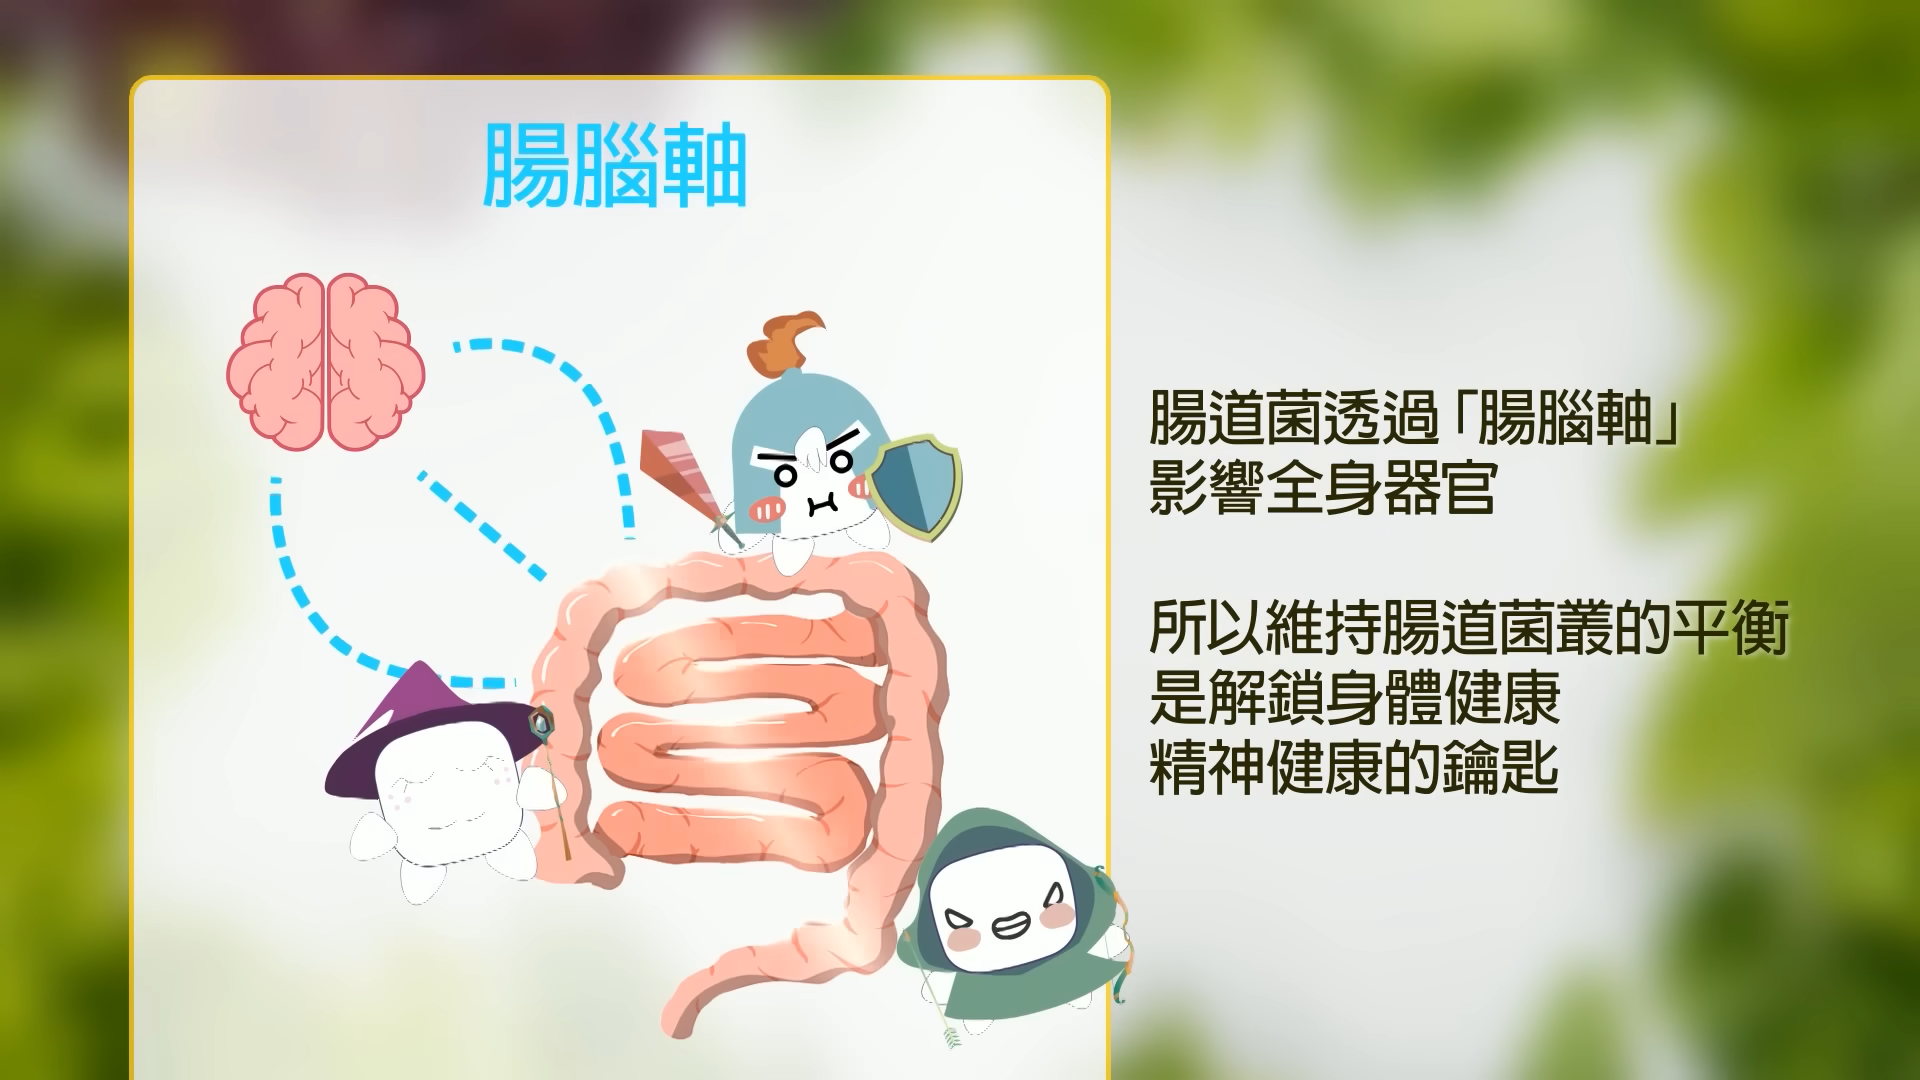 腸腦軸
腸道菌透過「腸腦軸」
影響全身器官
所以維持腸道菌叢的平衡
是解鎖身體健康
精神健康的鑰匙